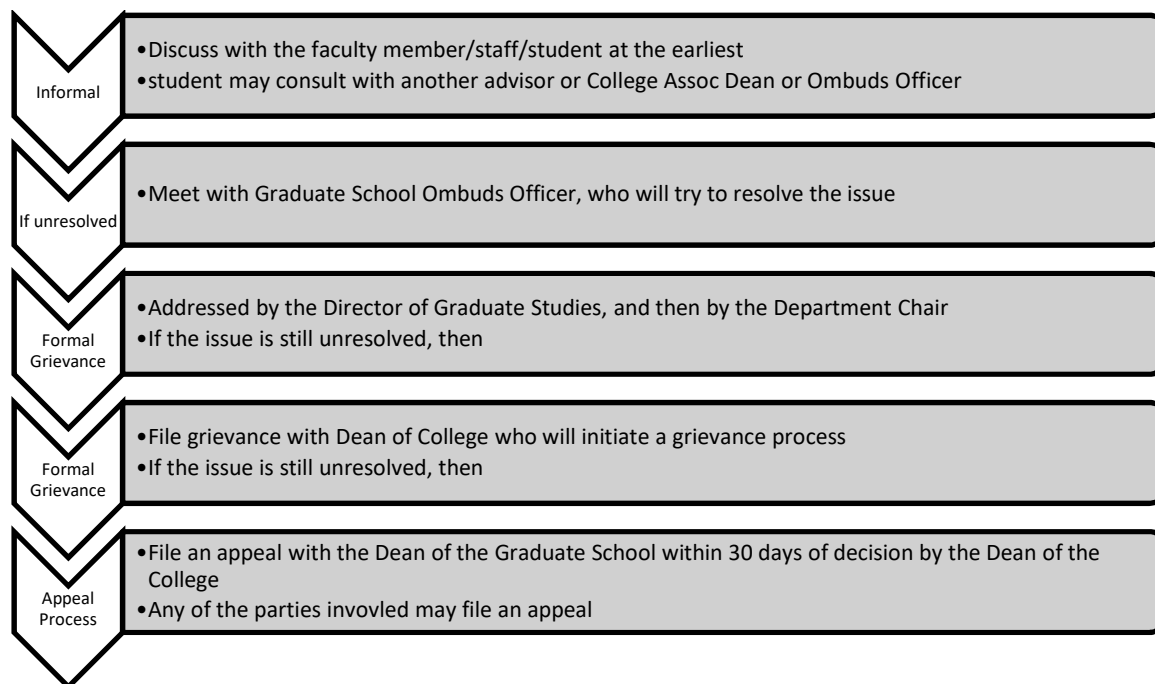 Informal
•Discuss with the faculty member/staff/student at the earliest
•student may consult with another advisor or College Assoc Dean or Ombuds Officer
If unresolved
•Meet with Graduate School Ombuds Officer, who will try to resolve the issue
Formal
Grievance
•Addressed by the Director of Graduate Studies, and then by the Department Chair
•If the issue is still unresolved, then
Formal
Grievance
•File grievance with Dean of College who will initiate a grievance process
•If the issue is still unresolved, then
Appeal
Process
•File an appeal with the Dean of the Graduate School within 30 days of decision by the Dean of the
College
•Any of the parties invovled may file an appeal